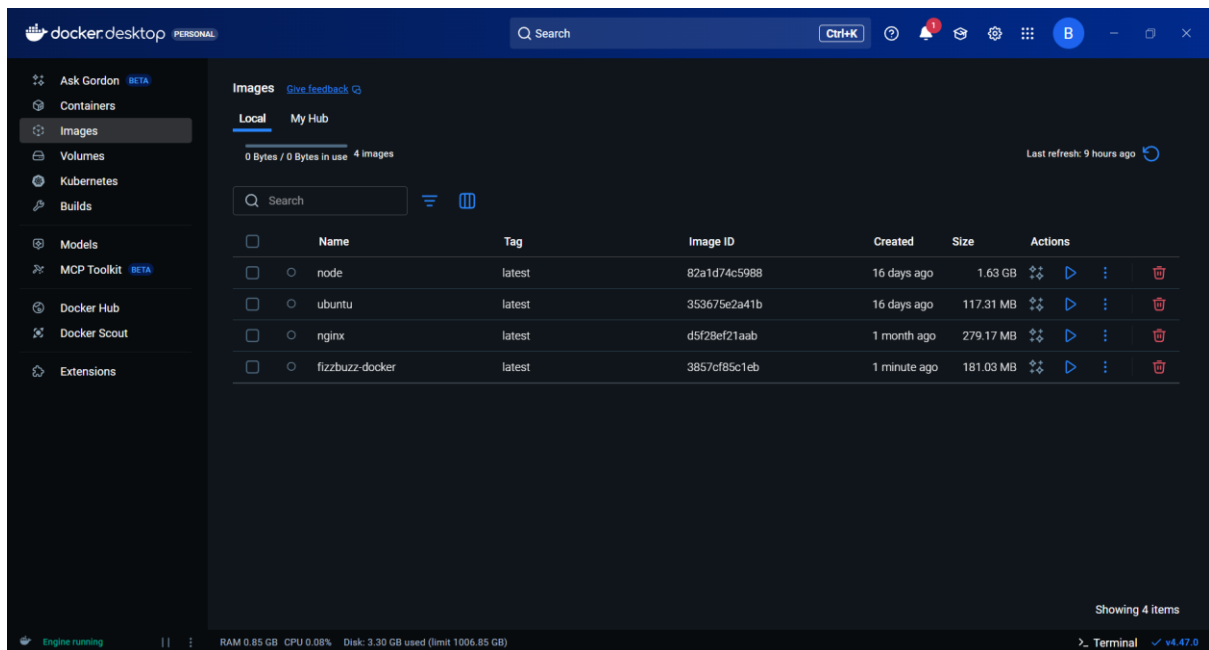 docker.desktop PERSONAL
Search
Ctrl+K
1
B
Ask Gordon BETA
Containers
Images
Volumes
Kubernetes
Builds
Models
MCP Toolkit BETA
Docker Hub
Docker Scout
Extensions
Images Give feedback
Local My Hub
0 Bytes / 0 Bytes in use 4 images
Last refresh: 9 hours ago
Search
Name Tag Image ID Created Size Actions
node latest 82a1d74c5988 16 days ago 1.63 GB
ubuntu latest 353675e2a41b 16 days ago 117.31 MB
nginx latest d5f28ef21aab 1 month ago 279.17 MB
fizzbuzz-docker latest 3857cf85c1eb 1 minute ago 181.03 MB
Showing 4 items
Engine running RAM 0.85 GB CPU 0.08% Disk: 3.30 GB used (limit 1006.85 GB) >_ Terminal v4.47.0